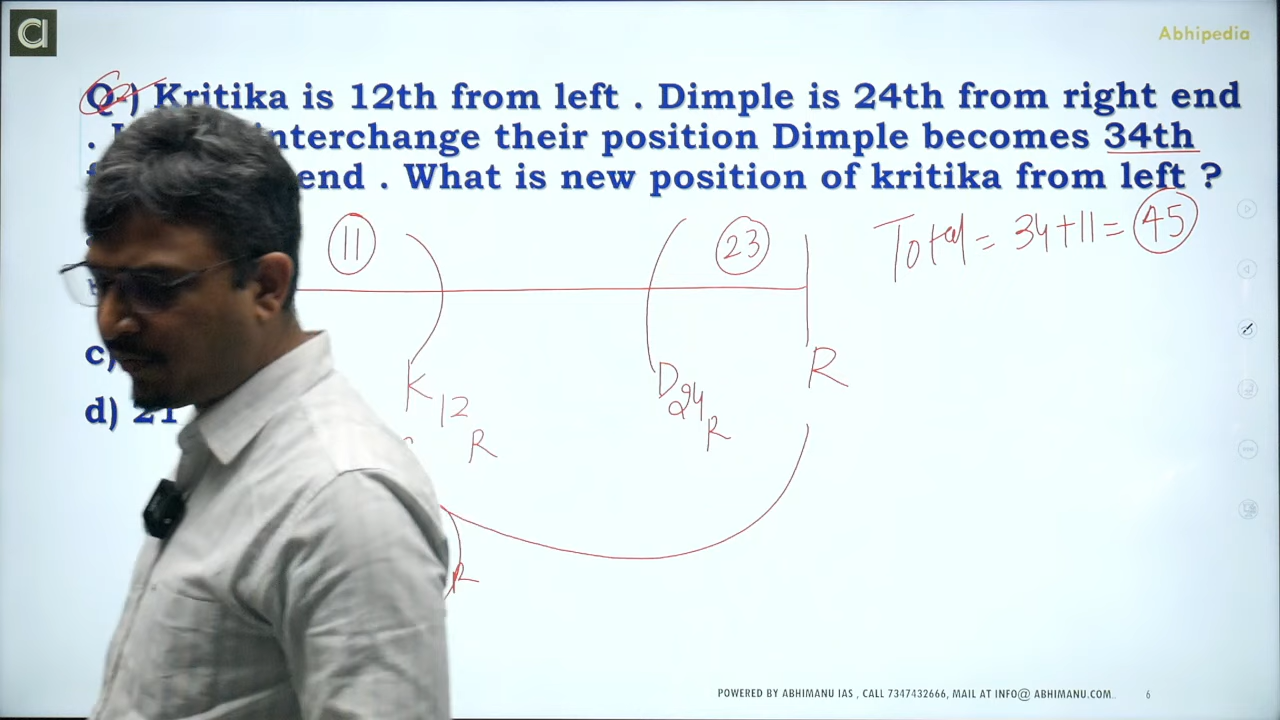 Abhipedia
Q-) Kritika is 12th from left . Dimple is 24th from right end
. interchange their position Dimple becomes 34th
end . What is new position of kritika from left ?
11
23
Total = 34+11 = 45
c)
K 12 R
D 24 R
R
d) 21
R
POWERED BY ABHIMANU IAS , CALL 7347432666, MAIL AT INFO@ ABHIMANU.COM
6